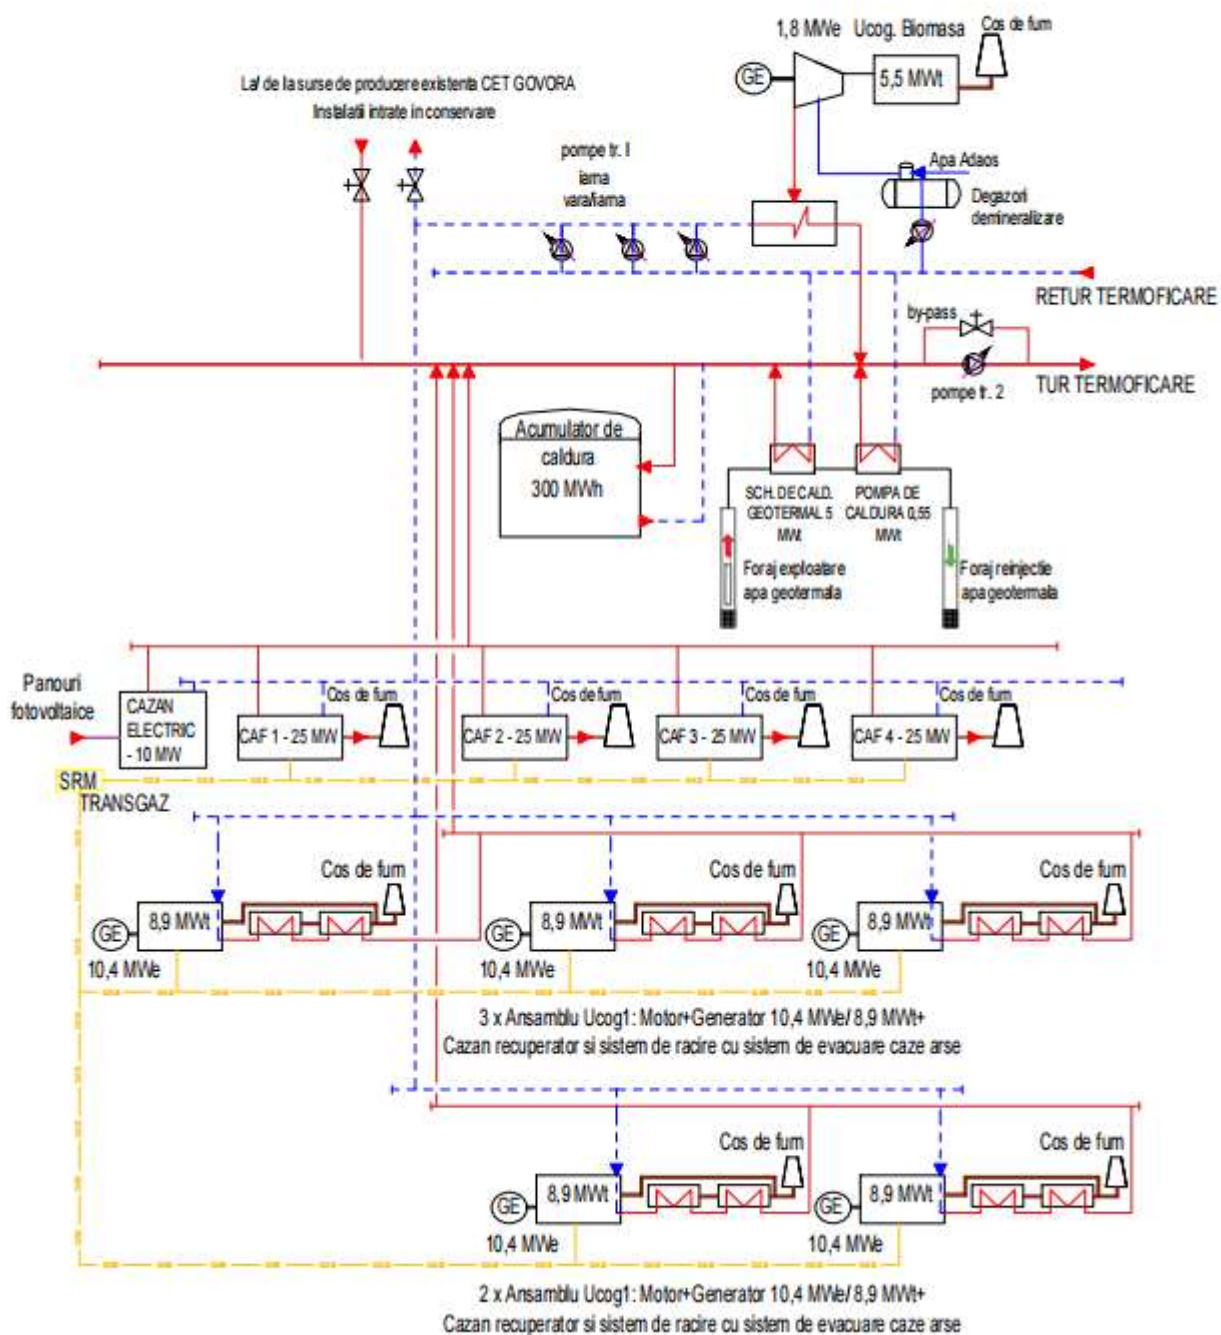 1,8 MWe Ucog. Biomasa
Cos de fum
GE
5,5 MWt
La/ de la surse de producere existenta CET GOVORA
Instalatii intrate in conservare
pompe tr. I
iarna
vara/iarna
Apa Adaos
Degazori
demineralizare
RETUR TERMOFICARE
by-pass
TUR TERMOFICARE
pompe tr. 2
Acumulator de
caldura
300 MWh
SCH. DE CALD.
GEOTERMAL 5
MWt
POMPA DE
CALDURA 0,55
MWt
Foraj exploatare
apa geotermala
Foraj reinjectie
apa geotermala
Panouri
fotovoltaice
CAZAN
ELECTRIC
- 10 MW
Cos de fum
CAF 1 - 25 MW
Cos de fum
CAF 2 - 25 MW
Cos de fum
CAF 3 - 25 MW
Cos de fum
CAF 4 - 25 MW
SRM
TRANSGAZ
Cos de fum
8,9 MWt
GE
10,4 MWe
Cos de fum
8,9 MWt
GE
10,4 MWe
Cos de fum
8,9 MWt
GE
10,4 MWe
3 x Ansamblu Ucog1: Motor+Generator 10,4 MWe/ 8,9 MWt+
Cazan recuperator si sistem de racire cu sistem de evacuare caze arse
Cos de fum
8,9 MWt
GE
10,4 MWe
Cos de fum
8,9 MWt
GE
10,4 MWe
2 x Ansamblu Ucog1: Motor+Generator 10,4 MWe/ 8,9 MWt+
Cazan recuperator si sistem de racire cu sistem de evacuare caze arse